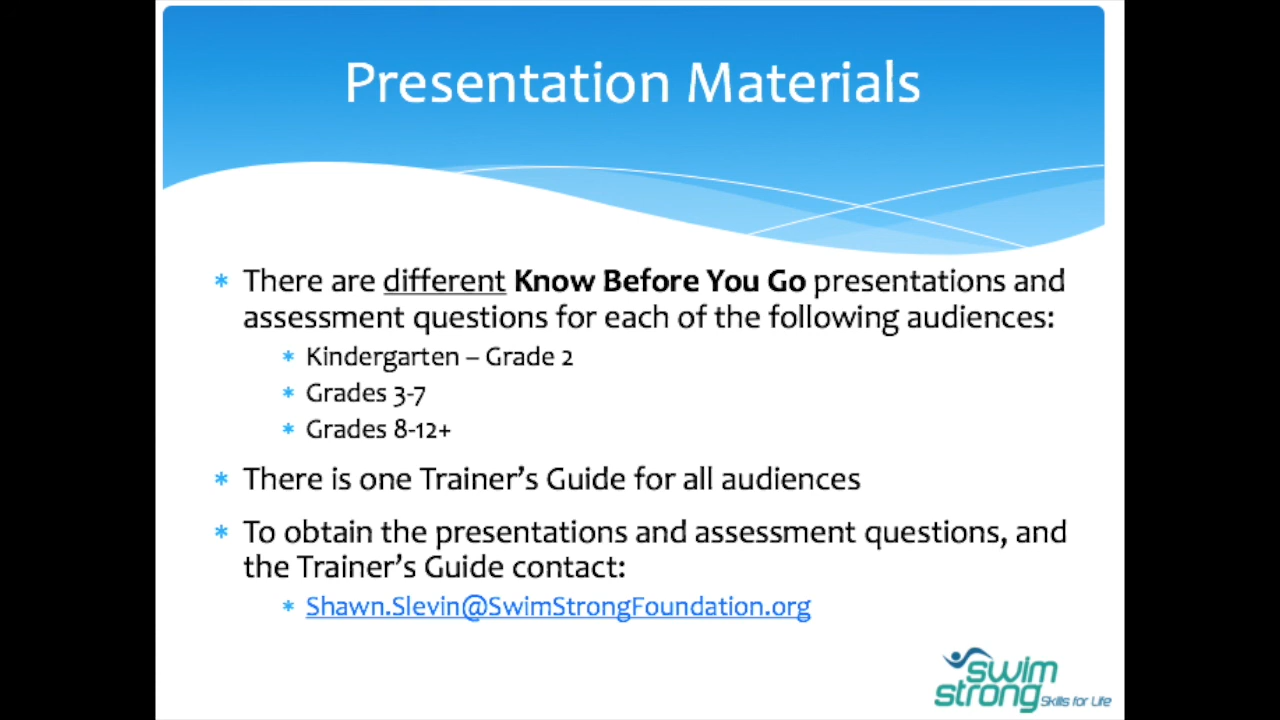 Presentation Materials
* There are different Know Before You Go presentations and
assessment questions for each of the following audiences:
* Kindergarten – Grade 2
* Grades 3-7
* Grades 8-12+
* There is one Trainer’s Guide for all audiences
* To obtain the presentations and assessment questions, and
the Trainer’s Guide contact:
* Shawn.Slevin@SwimStrongFoundation.org
swim
strong Skills for Life